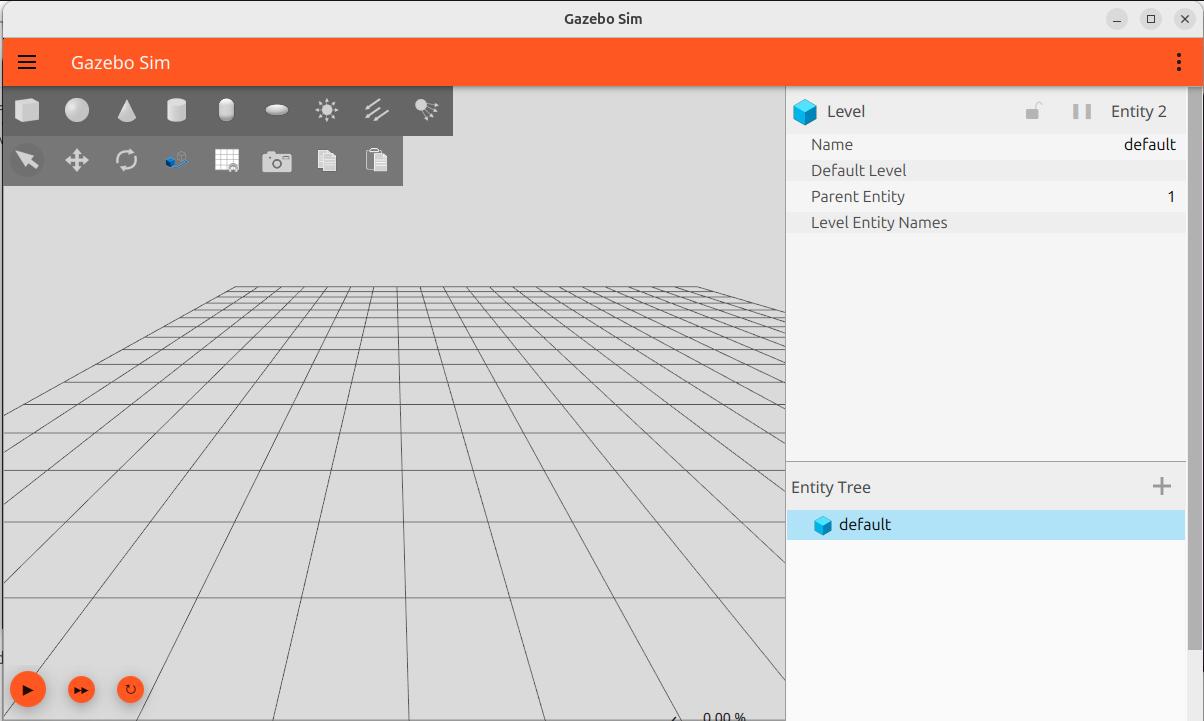 Gazebo Sim
Gazebo Sim
Level Entity 2
Name default
Default Level
Parent Entity 1
Level Entity Names
Entity Tree
default
0.00 %